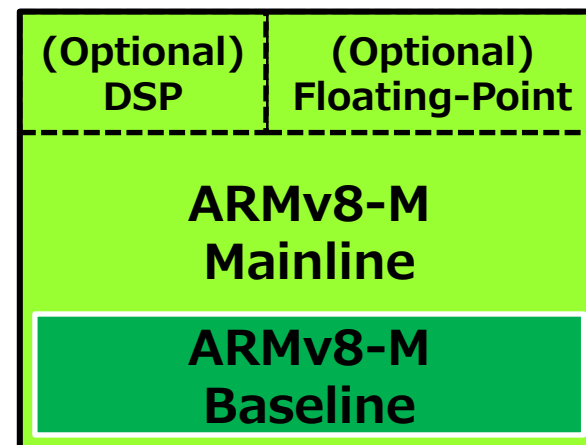 (Optional)
DSP
(Optional)
Floating-Point
ARMv8-M
Mainline
ARMv8-M
Baseline